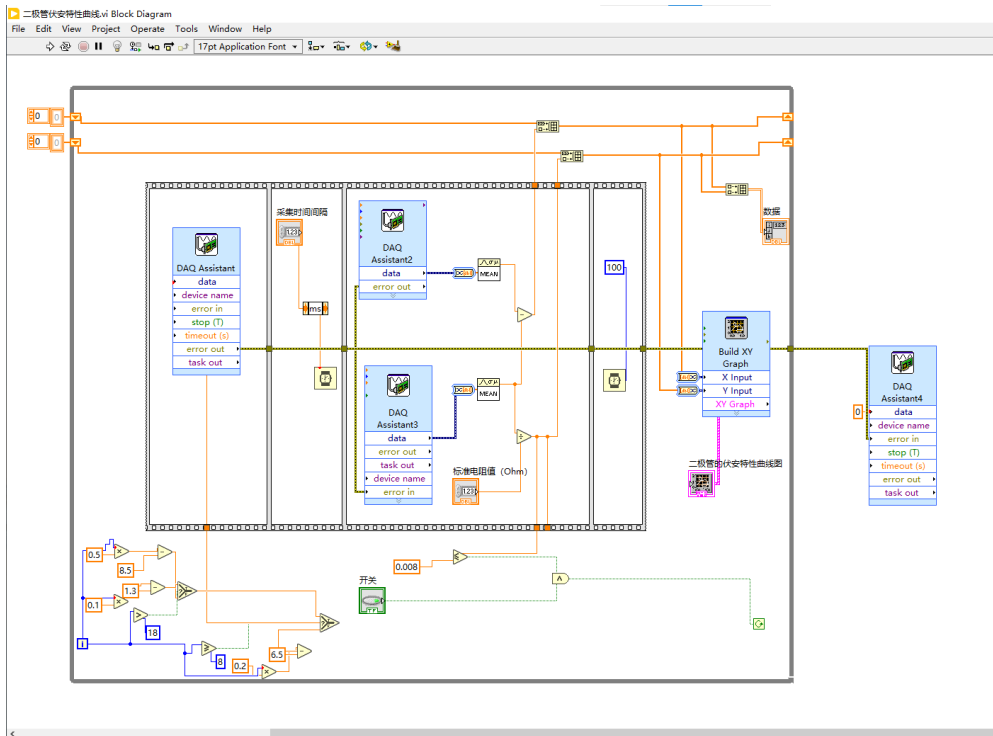 二极管伏安特性曲线.vi Block Diagram
File Edit View Project Operate Tools Window Help
17pt Application Font
0 0
0 0
采集时间间隔
123
DAQ Assistant
data
device name
error in
stop (T)
timeout (s)
error out
task out
ms
DAQ
Assistant2
data
error out
MEAN
DAQ
Assistant3
data
error out
task out
device name
error in
MEAN
标准电阻值（Ohm）
123
100
数据
Build XY
Graph
X Input
Y Input
XY Graph
二极管的伏安特性曲线图
DAQ
Assistant4
0
data
device name
error in
stop (T)
timeout (s)
error out
task out
0.008
开关
TF
0.5
8.5
1.3
0.1
18
i
8
6.5
0.2